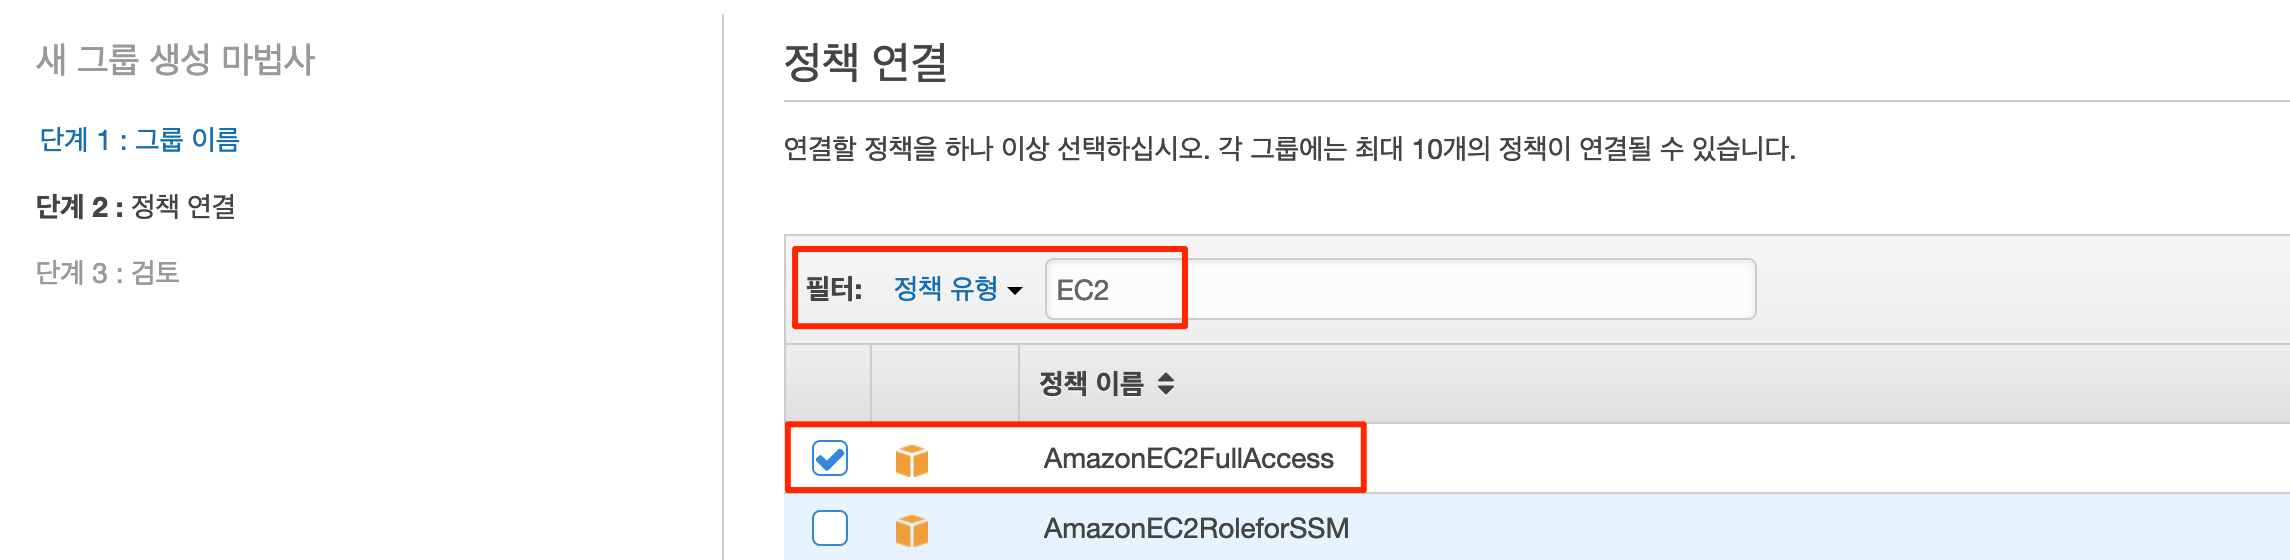 새 그룹 생성 마법사
단계 1 : 그룹 이름
단계 2 : 정책 연결
단계 3 : 검토
정책 연결
연결할 정책을 하나 이상 선택하십시오. 각 그룹에는 최대 10개의 정책이 연결될 수 있습니다.
필터: 정책 유형 EC2
정책 이름
AmazonEC2FullAccess
AmazonEC2RoleforSSM